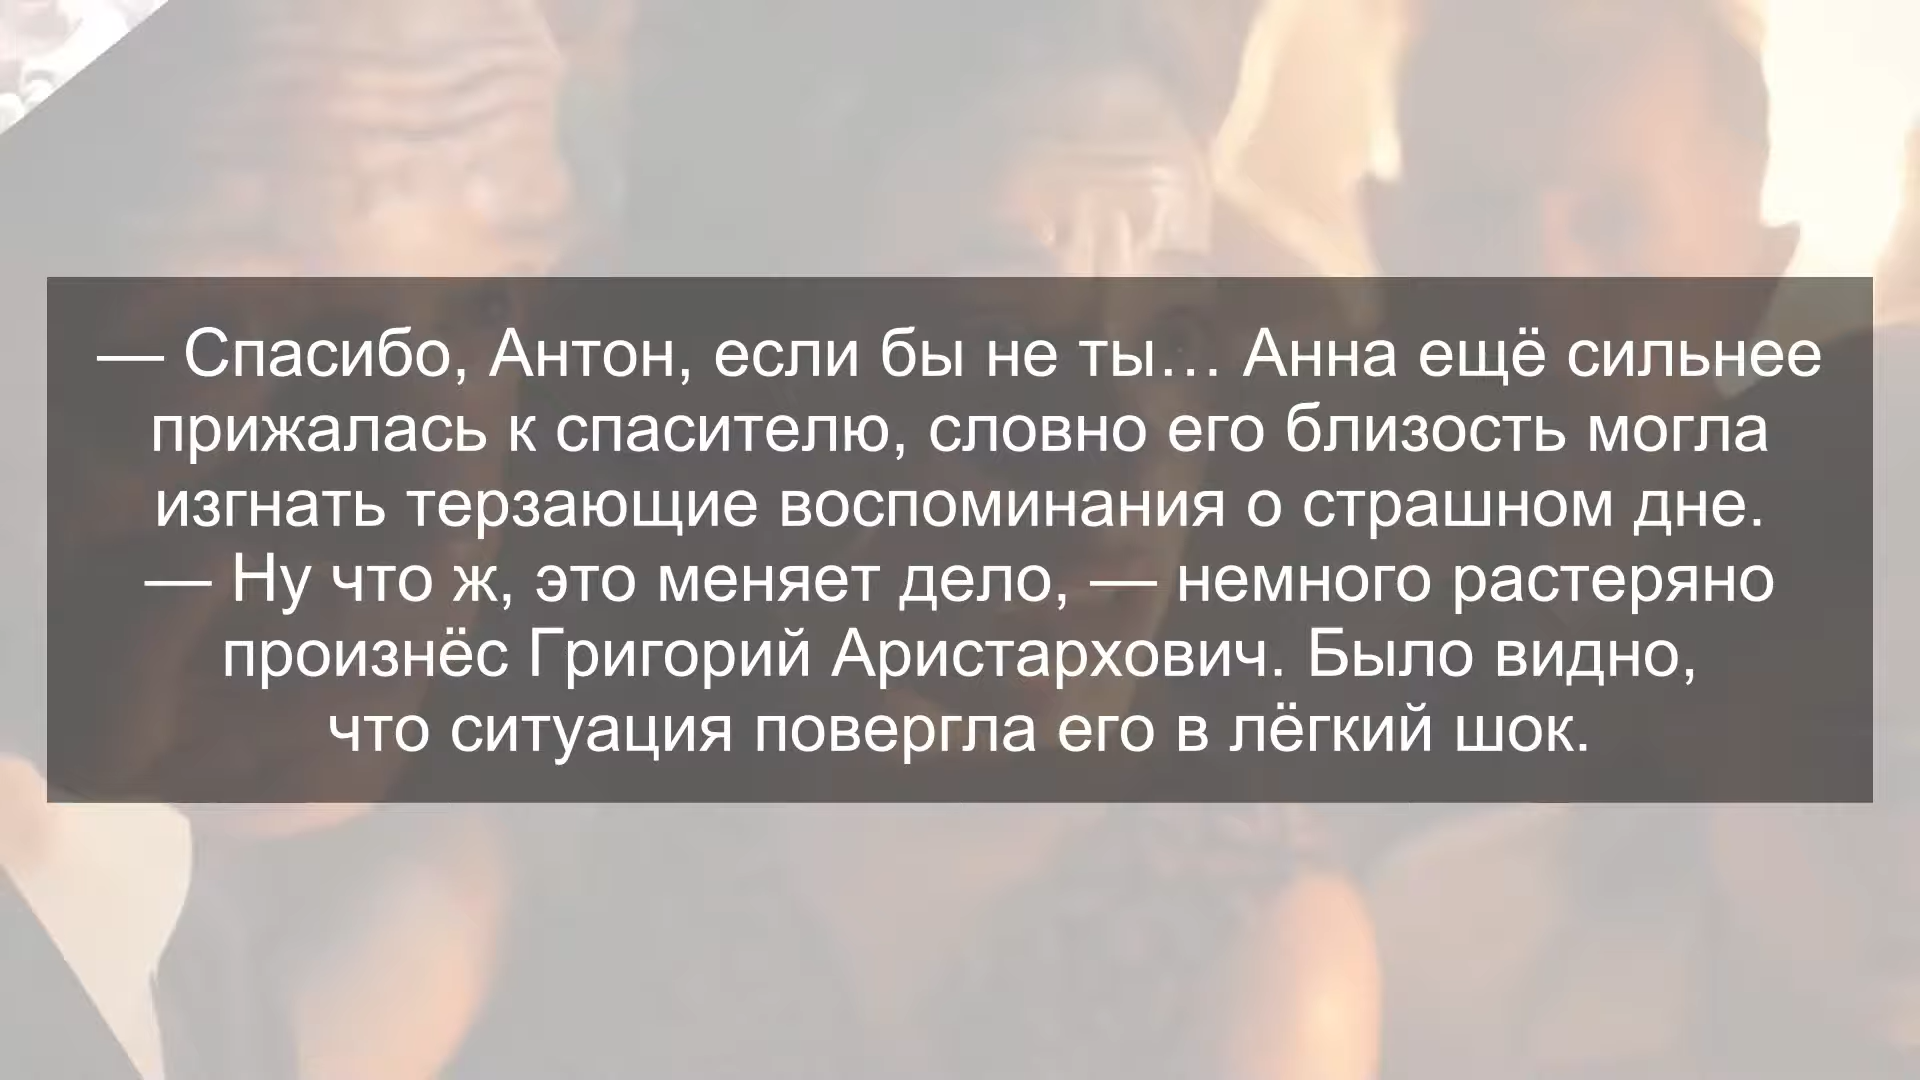 — Спасибо, Антон, если бы не ты… Анна ещё сильнее
прижалась к спасителю, словно его близость могла
изгнать терзающие воспоминания о страшном дне.
— Ну что ж, это меняет дело, — немного растеряно
произнёс Григорий Аристархович. Было видно,
что ситуация повергла его в лёгкий шок.